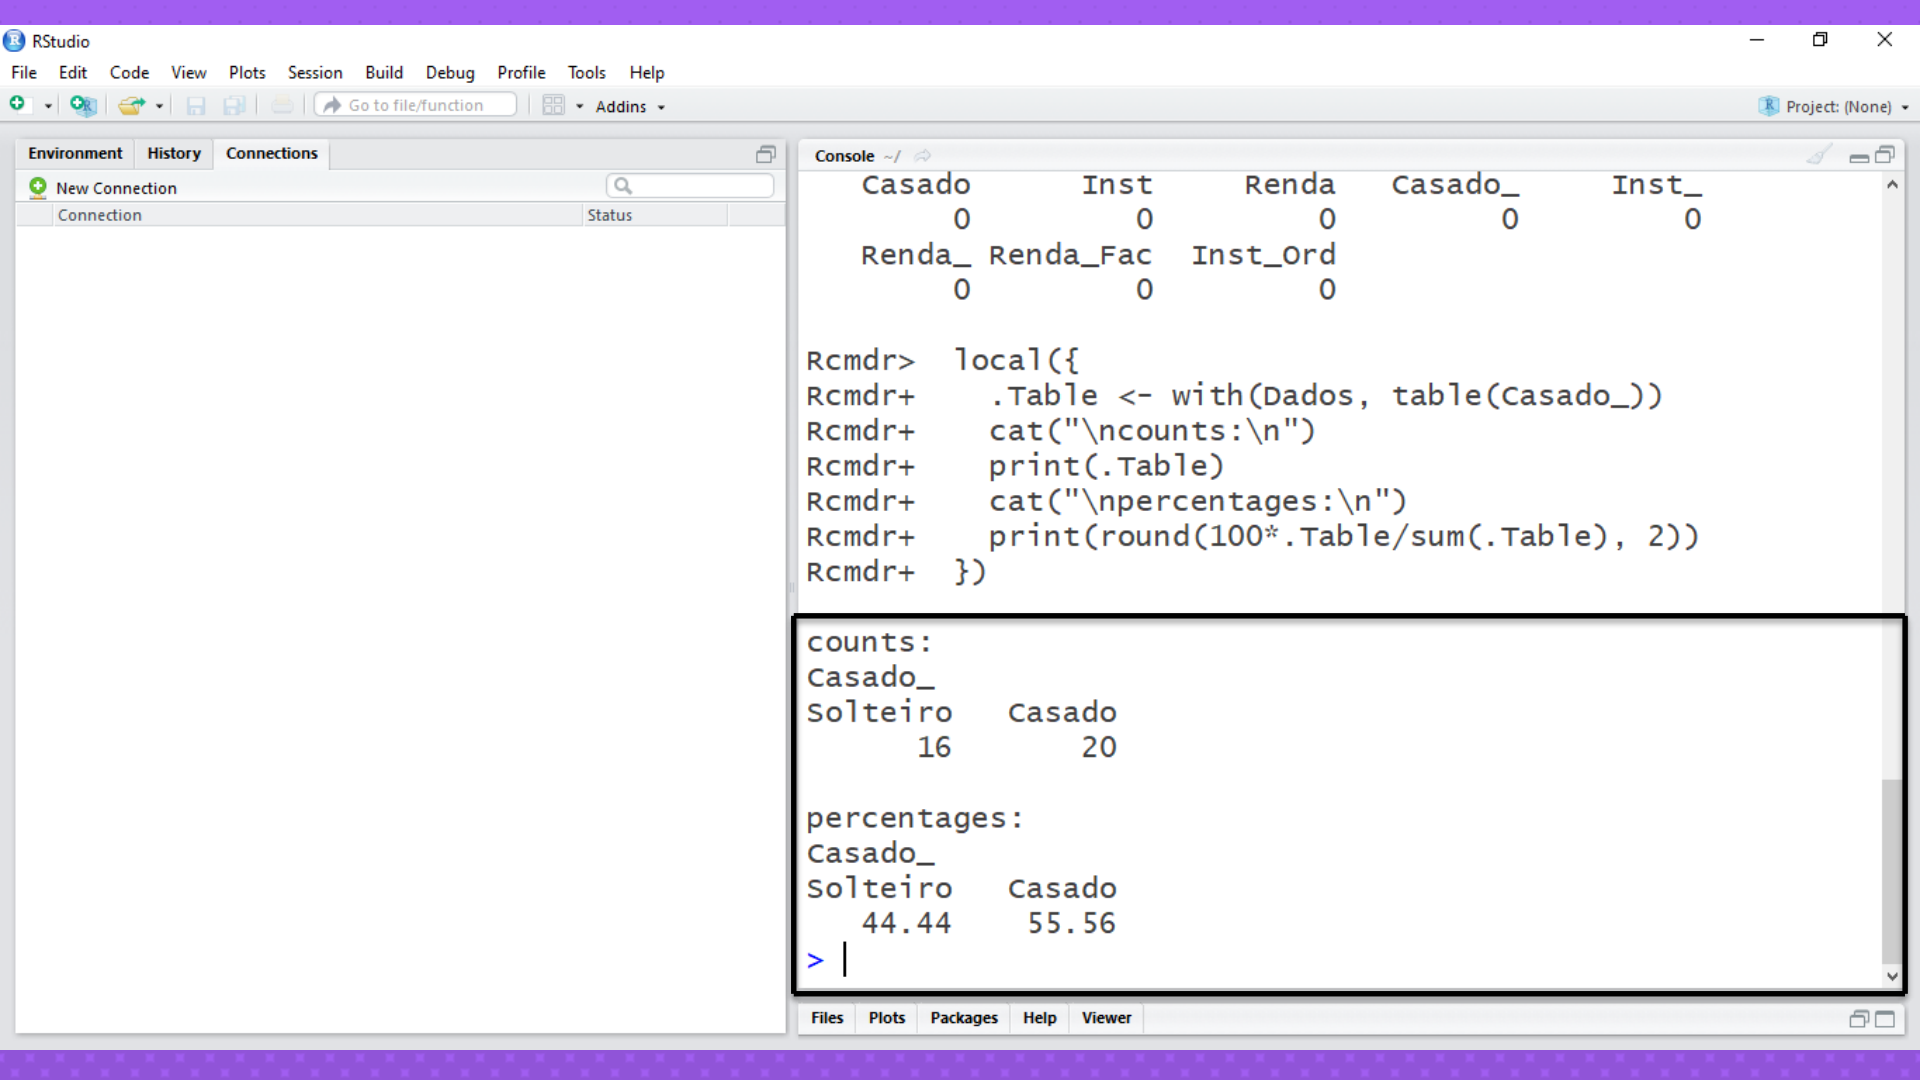 RStudio
File Edit Code View Plots Session Build Debug Profile Tools Help
Go to file/function Addins Project: (None)
Environment History Connections
New Connection
Connection Status
Console ~/
Casado Inst Renda Casado_ Inst_
0 0 0 0 0
Renda_ Renda_Fac Inst_Ord
0 0 0
Rcmdr> local({
Rcmdr+ .Table <- with(Dados, table(Casado_))
Rcmdr+ cat("\ncounts:\n")
Rcmdr+ print(.Table)
Rcmdr+ cat("\npercentages:\n")
Rcmdr+ print(round(100*.Table/sum(.Table), 2))
Rcmdr+ })
counts:
Casado_
Solteiro Casado
16 20
percentages:
Casado_
Solteiro Casado
44.44 55.56
>
Files Plots Packages Help Viewer